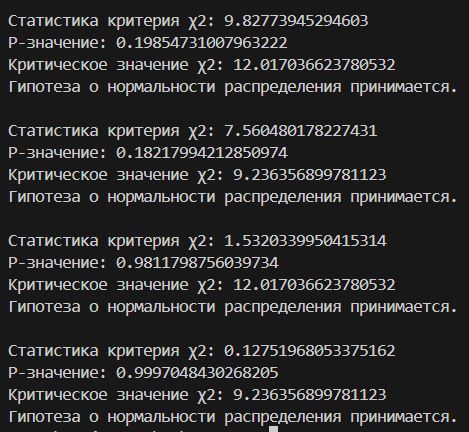 Статистика критерия χ2: 9.82773945294603
P-значение: 0.19854731007963222
Критическое значение χ2: 12.017036623780532
Гипотеза о нормальности распределения принимается.
Статистика критерия χ2: 7.560480178227431
P-значение: 0.18217994212850974
Критическое значение χ2: 9.236356899781123
Гипотеза о нормальности распределения принимается.
Статистика критерия χ2: 1.5320339950415314
P-значение: 0.9811798756039734
Критическое значение χ2: 12.017036623780532
Гипотеза о нормальности распределения принимается.
Статистика критерия χ2: 0.12751968053375162
P-значение: 0.9997048430268205
Критическое значение χ2: 9.236356899781123
Гипотеза о нормальности распределения принимается.